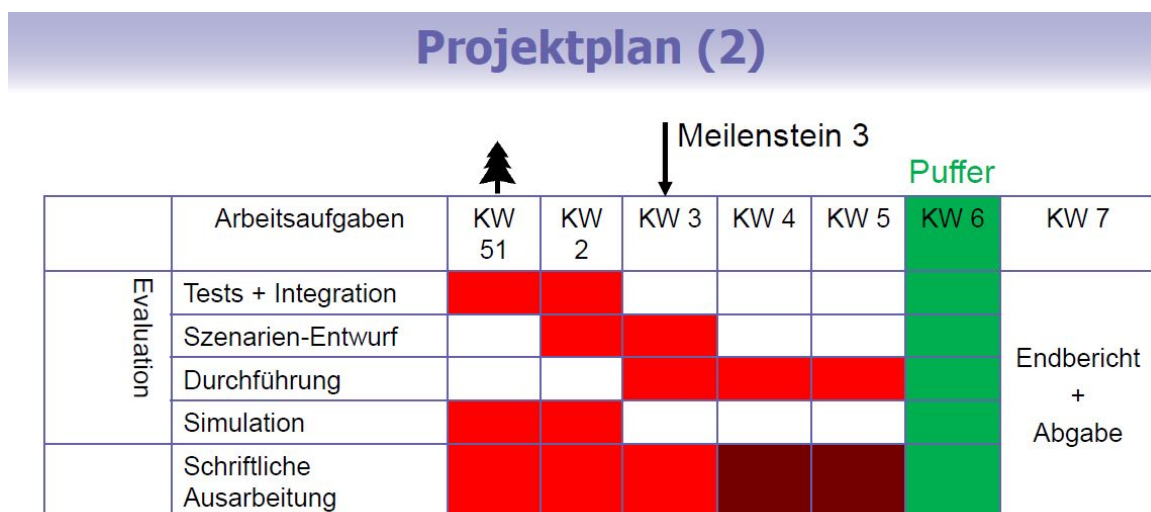 Projektplan (2)
Meilenstein 3
Puffer
Arbeitsaufgaben
KW
51
KW
2
KW 3
KW 4
KW 5
KW 6
KW 7
Evaluation
Tests + Integration
Szenarien-Entwurf
Durchführung
Simulation
Schriftliche
Ausarbeitung
Endbericht
+
Abgabe